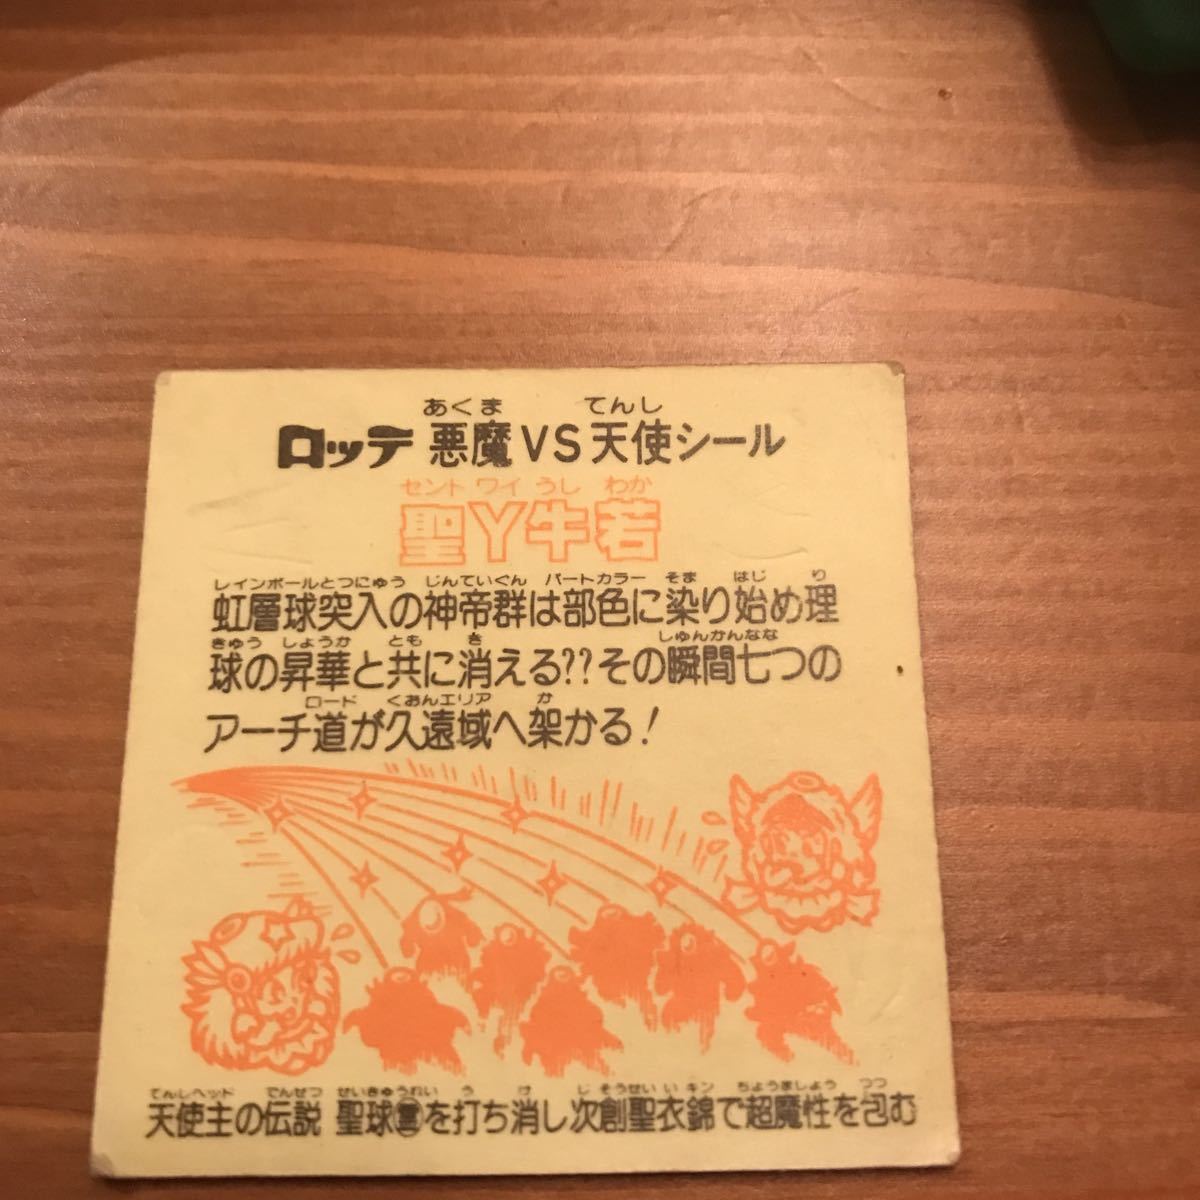 あくま てんし
ロッテ 悪魔VS天使シール
セント ワイ うし わか
聖Y牛若
レインボールとつにゅう じんていぐん パートカラー そま はじ り
虹層球突入の神帝群は部色に染り始め理
きゅう しょうか とも き しゅんかんなな
球の昇華と共に消える??その瞬間七つの
ロード くおんエリア か
アーチ道が久遠域へ架かる!
てんしヘッド でんせつ せいきゅうれい う け じ そうせい い キン ちょうましょう つつ
天使主の伝説 聖球霊を打ち消し次創聖衣錦で超魔性を包む